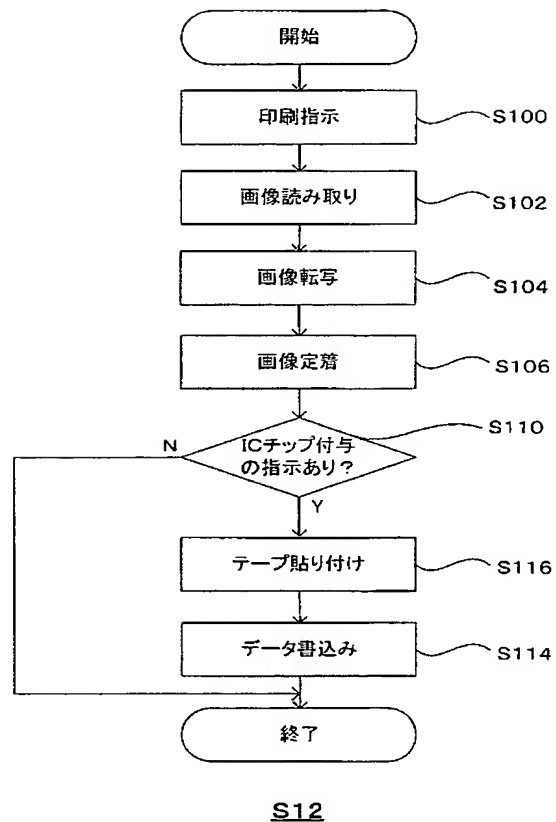 開始
印刷指示
S100
画像読み取り
S102
画像転写
S104
画像定着
S106
ICチップ付与
の指示あり?
S110
N
Y
テープ貼り付け
S116
データ書込み
S114
終了
S12